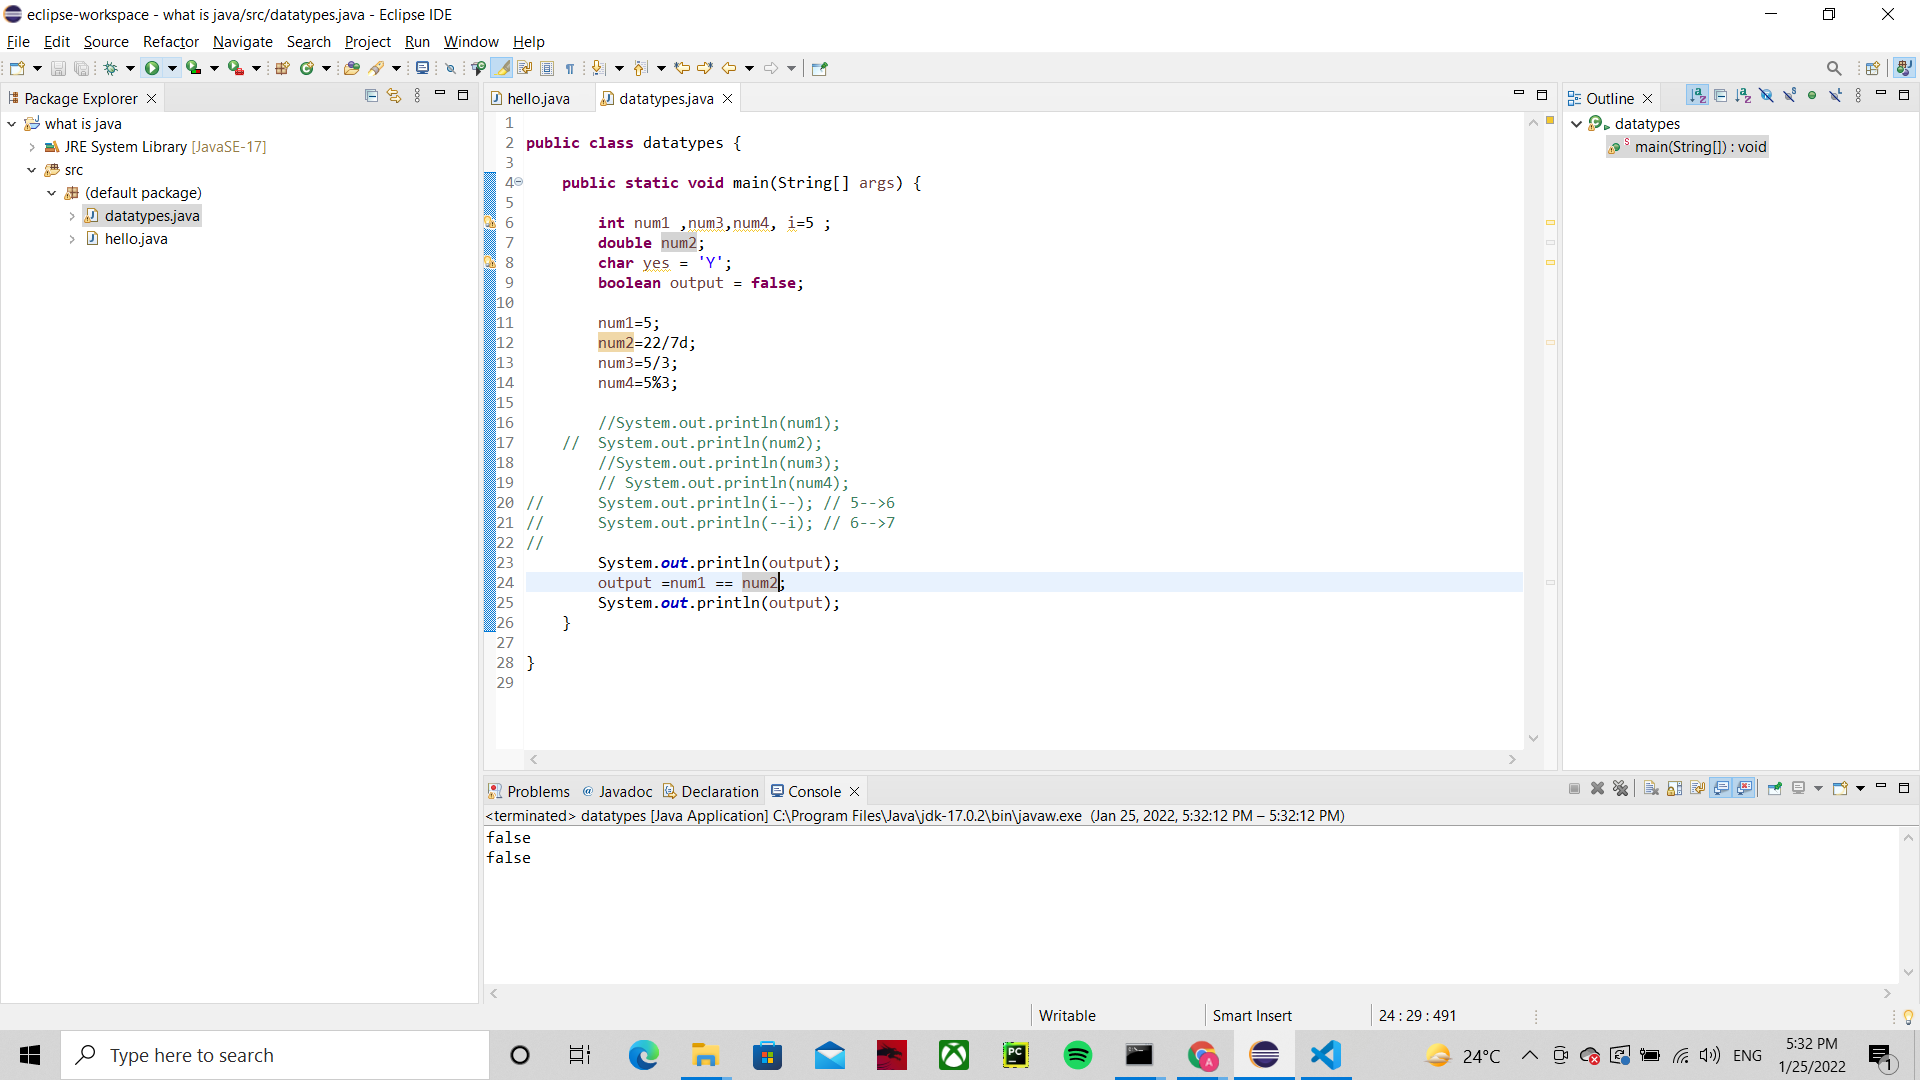 eclipse-workspace - what is java/src/datatypes.java - Eclipse IDE
File Edit Source Refactor Navigate Search Project Run Window Help
Package Explorer
what is java
JRE System Library [JavaSE-17]
src
(default package)
datatypes.java
hello.java
hello.java datatypes.java
1
2 public class datatypes {
3
4 public static void main(String[] args) {
5
6 int num1 ,num3,num4, i=5 ;
7 double num2;
8 char yes = 'Y';
9 boolean output = false;
10
11 num1=5;
12 num2=22/7d;
13 num3=5/3;
14 num4=5%3;
15
16 //System.out.println(num1);
17 // System.out.println(num2);
18 //System.out.println(num3);
19 // System.out.println(num4);
20 // System.out.println(i--); // 5-->6
21 // System.out.println(--i); // 6-->7
22 //
23 System.out.println(output);
24 output =num1 == num2;
25 System.out.println(output);
26 }
27
28 }
29
Outline
datatypes
main(String[]) : void
Problems @ Javadoc Declaration Console
<terminated> datatypes [Java Application] C:\Program Files\Java\jdk-17.0.2\bin\javaw.exe (Jan 25, 2022, 5:32:12 PM – 5:32:12 PM)
false
false
Writable Smart Insert 24 : 29 : 491
Type here to search
PC
A
24°C ENG
5:32 PM
1/25/2022
1